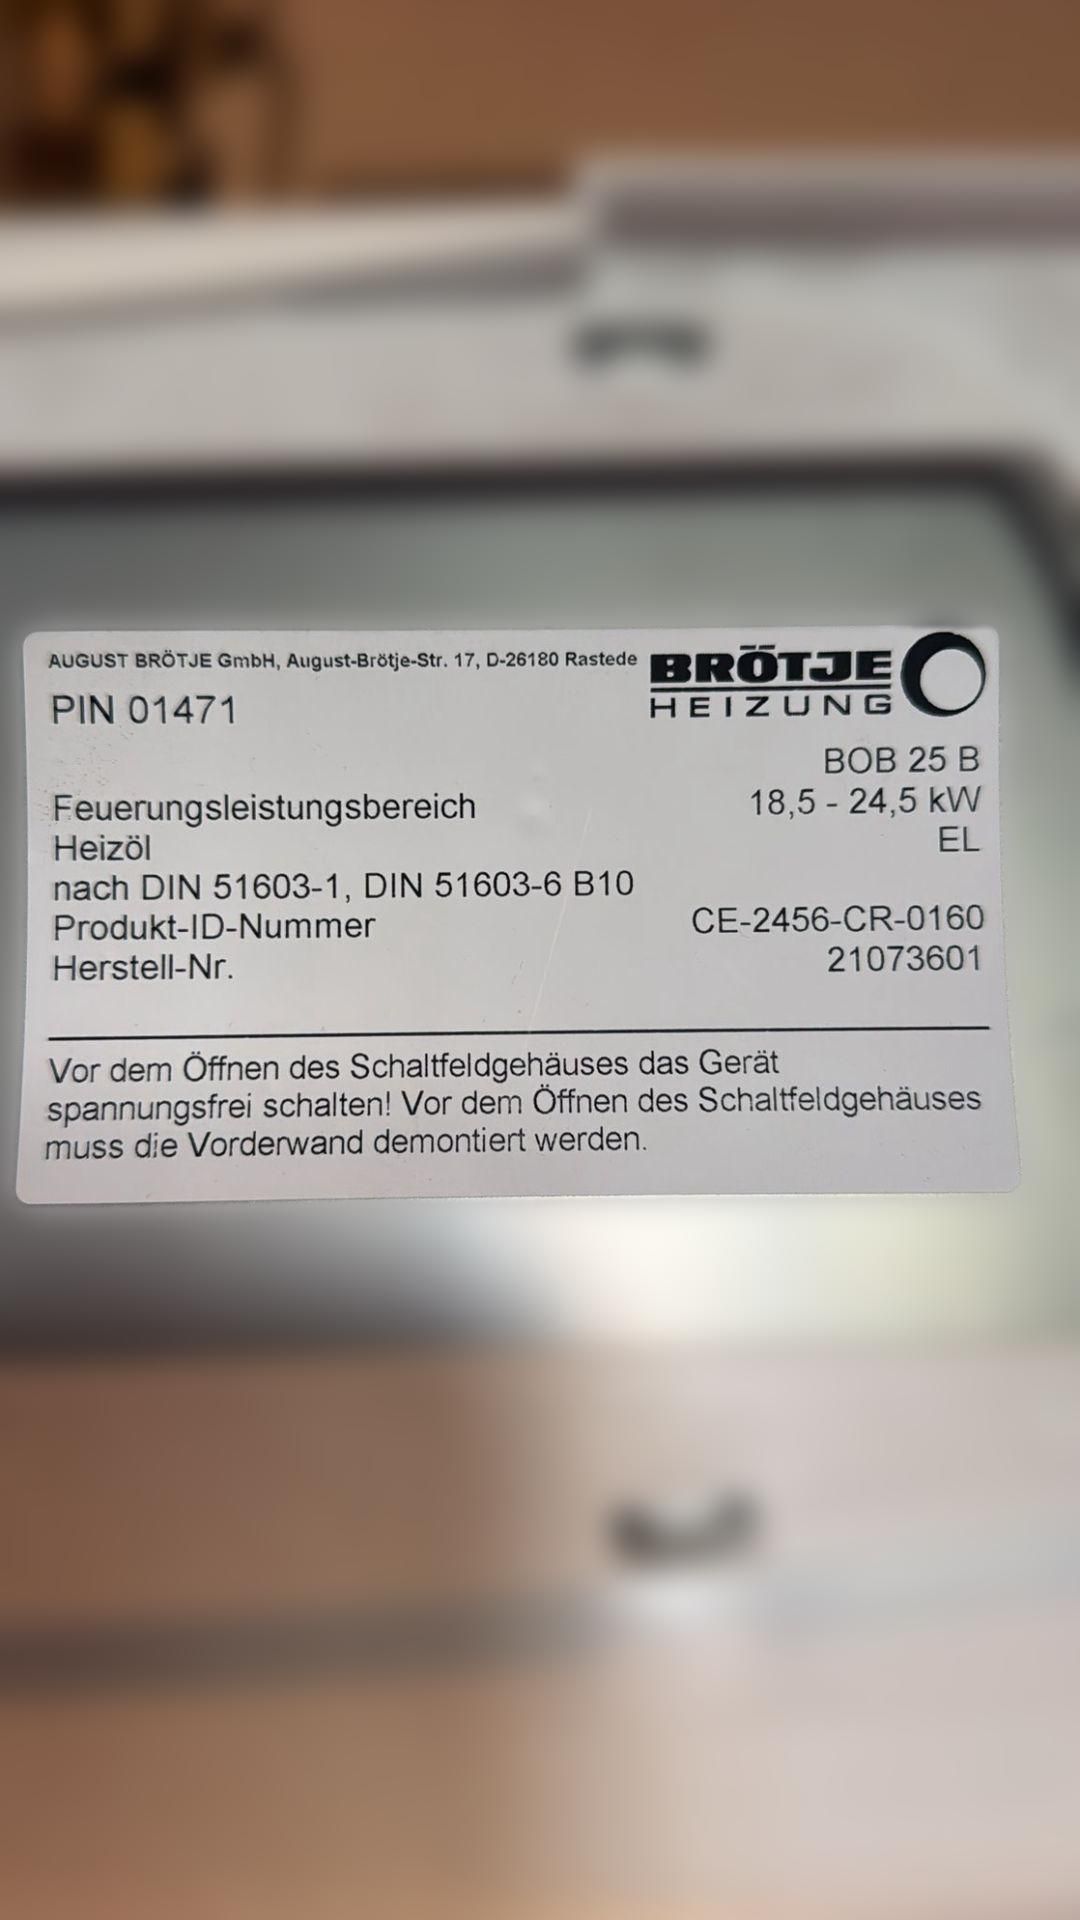 AUGUST BRÖTJE GmbH, August-Brötje-Str. 17, D-26180 Rastede
BRÖTJE
HEIZUNG
PIN 01471
BOB 25 B
Feuerungsleistungsbereich 18,5 - 24,5 kW
Heizöl EL
nach DIN 51603-1, DIN 51603-6 B10
Produkt-ID-Nummer CE-2456-CR-0160
Herstell-Nr. 21073601
Vor dem Öffnen des Schaltfeldgehäuses das Gerät
spannungsfrei schalten! Vor dem Öffnen des Schaltfeldgehäuses
muss die Vorderwand demontiert werden.